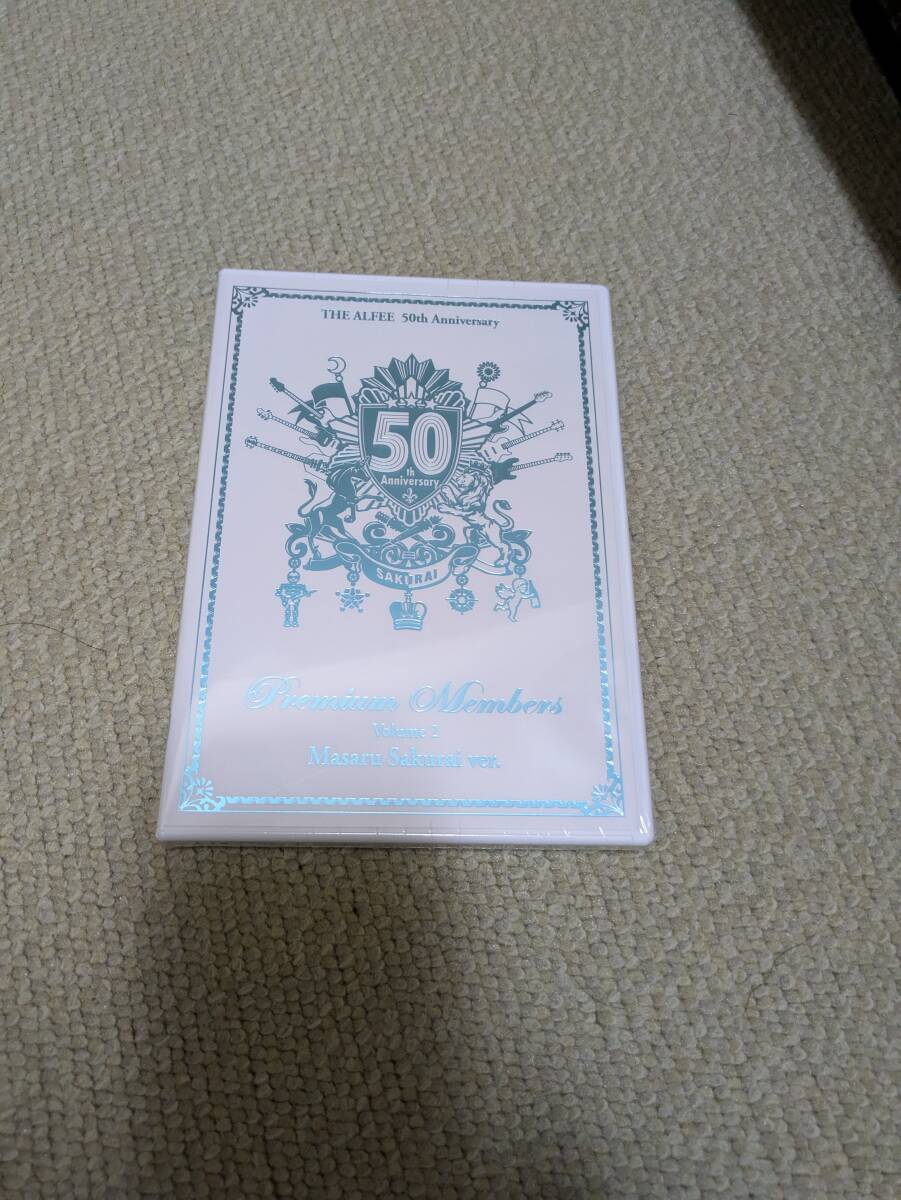 THE ALFEE 50th Anniversary
50
th
Anniversary
SAKURAI
Premium Members
Volume 2
Masaru Sakurai ver.